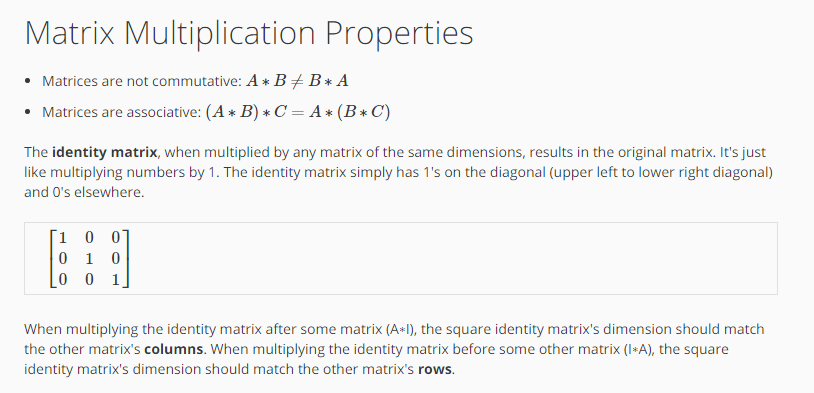 Matrix Multiplication Properties
• Matrices are not commutative: A ∗ B ≠ B ∗ A
• Matrices are associative: (A ∗ B) ∗ C = A ∗ (B ∗ C)
The identity matrix, when multiplied by any matrix of the same dimensions, results in the original matrix. It's just
like multiplying numbers by 1. The identity matrix simply has 1's on the diagonal (upper left to lower right diagonal)
and 0's elsewhere.
1 0 0
0 1 0
0 0 1
When multiplying the identity matrix after some matrix (A∗I), the square identity matrix's dimension should match
the other matrix's columns. When multiplying the identity matrix before some other matrix (I∗A), the square
identity matrix's dimension should match the other matrix's rows.